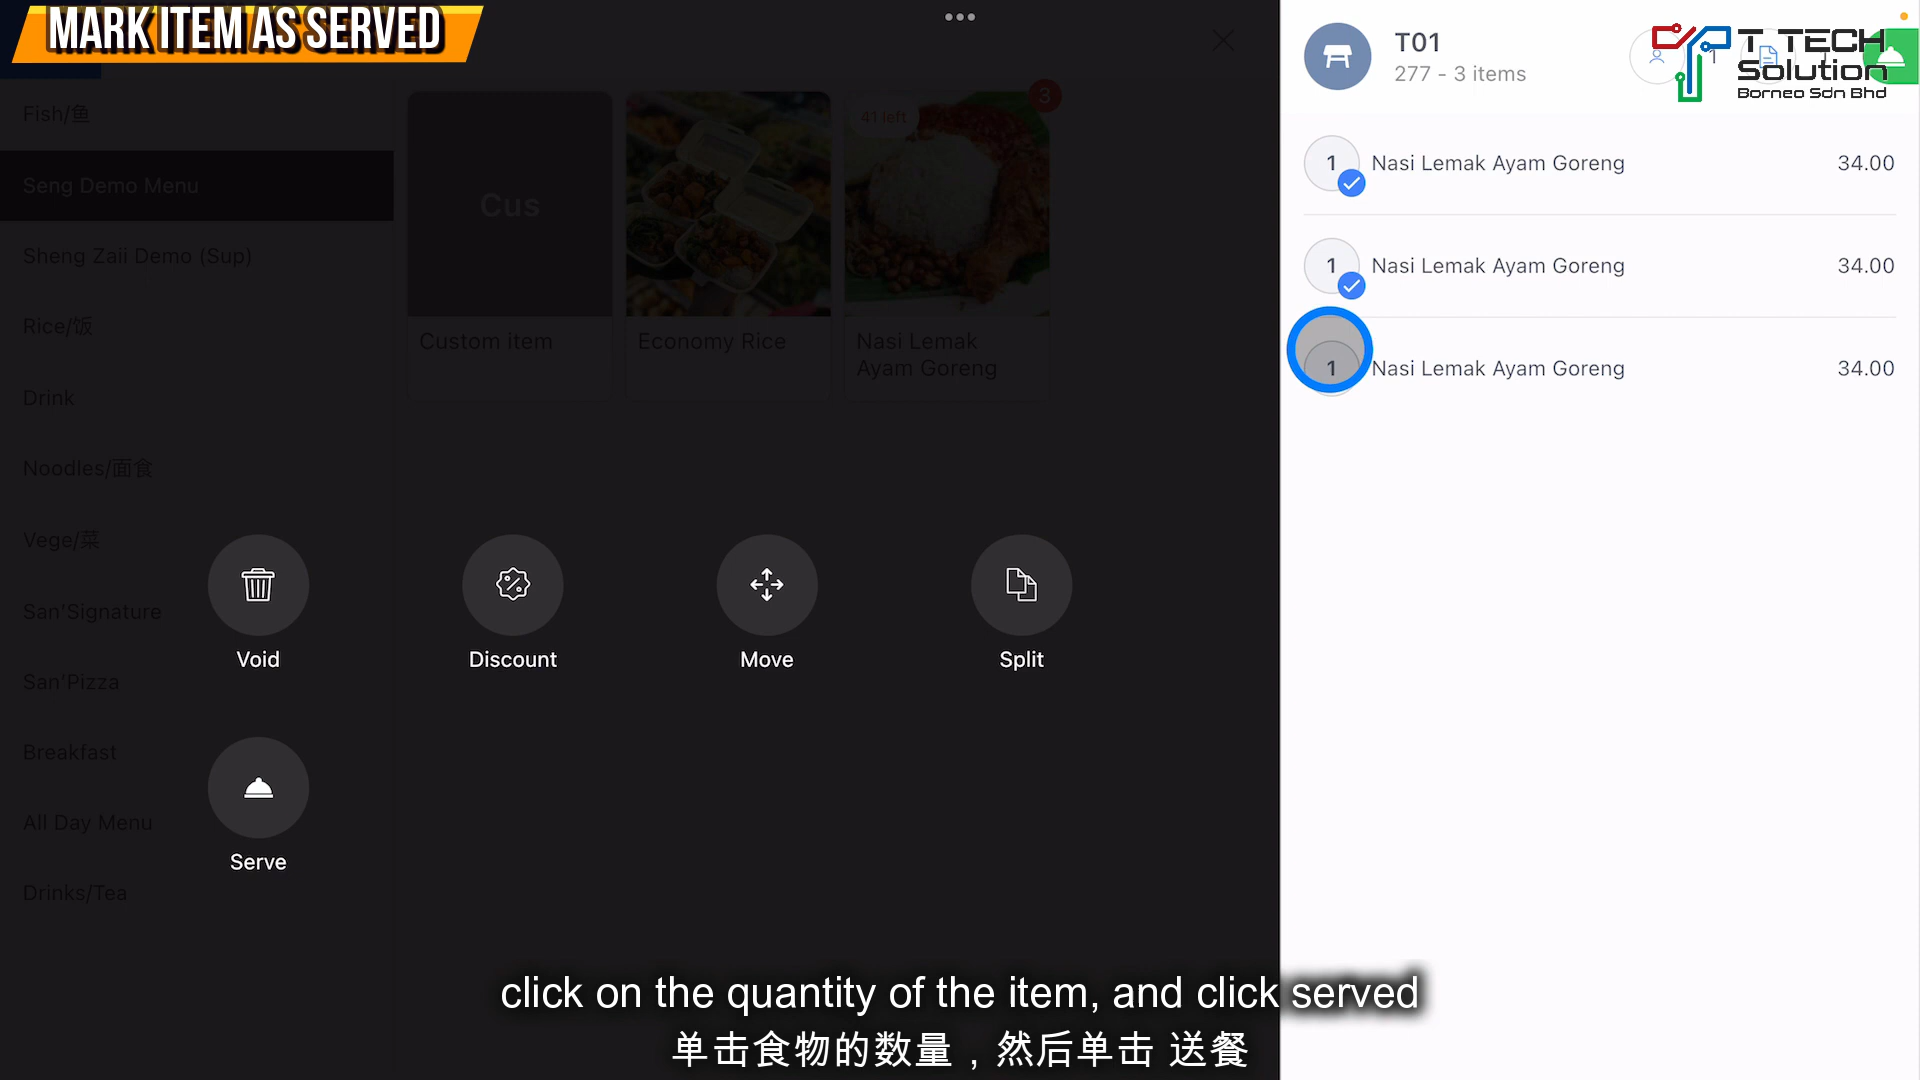 MARK ITEM AS SERVED
Fish/鱼
Seng Demo Menu
Sheng Zaii Demo (Sup)
Rice/饭
Drink
Noodles/面食
Vege/菜
San'Signature
San'Pizza
Breakfast
All Day Menu
Drinks/Tea
Cus
Custom item
Economy Rice
41 left
3
Nasi Lemak
Ayam Goreng
Void
Discount
Move
Split
Serve
T01
277 - 3 items
1
T TECH
Solution
Borneo Sdn Bhd
1 Nasi Lemak Ayam Goreng 34.00
1 Nasi Lemak Ayam Goreng 34.00
1 Nasi Lemak Ayam Goreng 34.00
click on the quantity of the item, and click served
单击食物的数量，然后单击 送餐